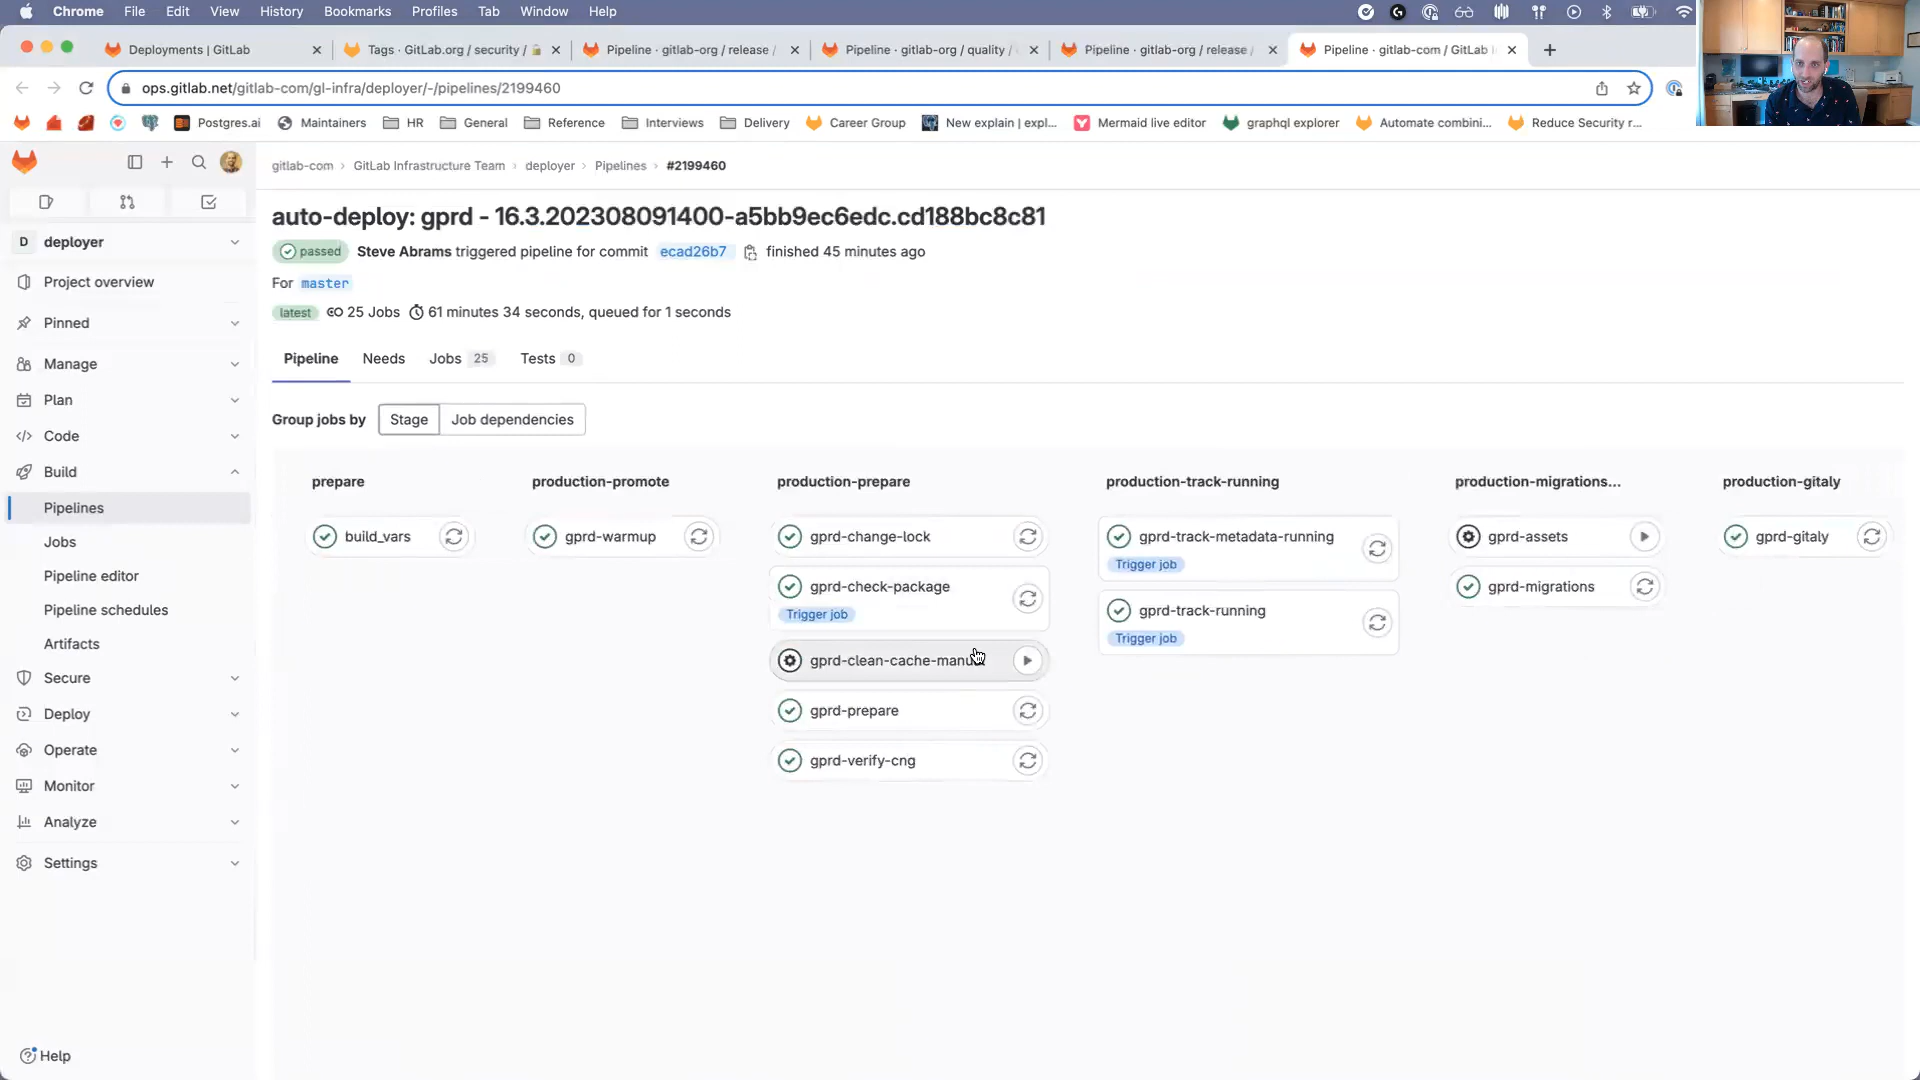 Chrome File Edit View History Bookmarks Profiles Tab Window Help
Deployments | GitLab
Tags · GitLab.org / security /
Pipeline · gitlab-org / release /
Pipeline · gitlab-org / quality /
Pipeline · gitlab-org / release /
Pipeline · gitlab-com / GitLab
ops.gitlab.net/gitlab-com/gl-infra/deployer/-/pipelines/2199460
Postgres.ai Maintainers HR General Reference Interviews Delivery Career Group New explain | expl... Mermaid live editor graphql explorer Automate combini... Reduce Security r...
gitlab-com › GitLab Infrastructure Team › deployer › Pipelines › #2199460
auto-deploy: gprd - 16.3.202308091400-a5bb9ec6edc.cd188bc8c81
passed Steve Abrams triggered pipeline for commit ecad26b7 finished 45 minutes ago
For master
latest 25 Jobs 61 minutes 34 seconds, queued for 1 seconds
Pipeline Needs Jobs 25 Tests 0
Group jobs by Stage Job dependencies
D deployer
Project overview
Pinned
Manage
Plan
Code
Build
Pipelines
Jobs
Pipeline editor
Pipeline schedules
Artifacts
Secure
Deploy
Operate
Monitor
Analyze
Settings
Help
prepare
build_vars
production-promote
gprd-warmup
production-prepare
gprd-change-lock
gprd-check-package
Trigger job
gprd-clean-cache-manu
gprd-prepare
gprd-verify-cng
production-track-running
gprd-track-metadata-running
Trigger job
gprd-track-running
Trigger job
production-migrations...
gprd-assets
gprd-migrations
production-gitaly
gprd-gitaly